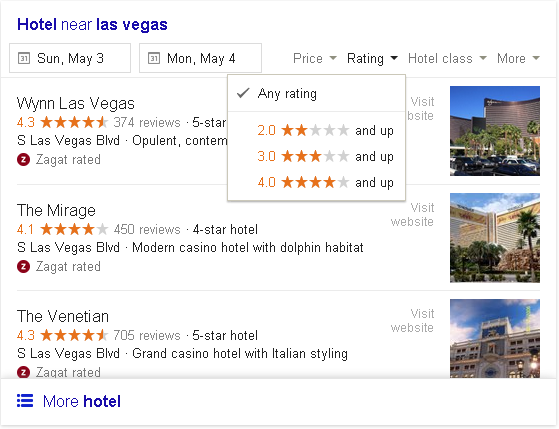 Hotel near las vegas
31 Sun, May 3
31 Mon, May 4
Price
Rating
Hotel class
More
Any rating
2.0 and up
3.0 and up
4.0 and up
Wynn Las Vegas
4.3 374 reviews · 5-star
S Las Vegas Blvd · Opulent, contem
Z Zagat rated
Visit
bsite
The Mirage
4.1 450 reviews · 4-star hotel
S Las Vegas Blvd · Modern casino hotel with dolphin habitat
Z Zagat rated
Visit
website
The Venetian
4.3 705 reviews · 5-star hotel
S Las Vegas Blvd · Grand casino hotel with Italian styling
Z Zagat rated
Visit
website
More hotel